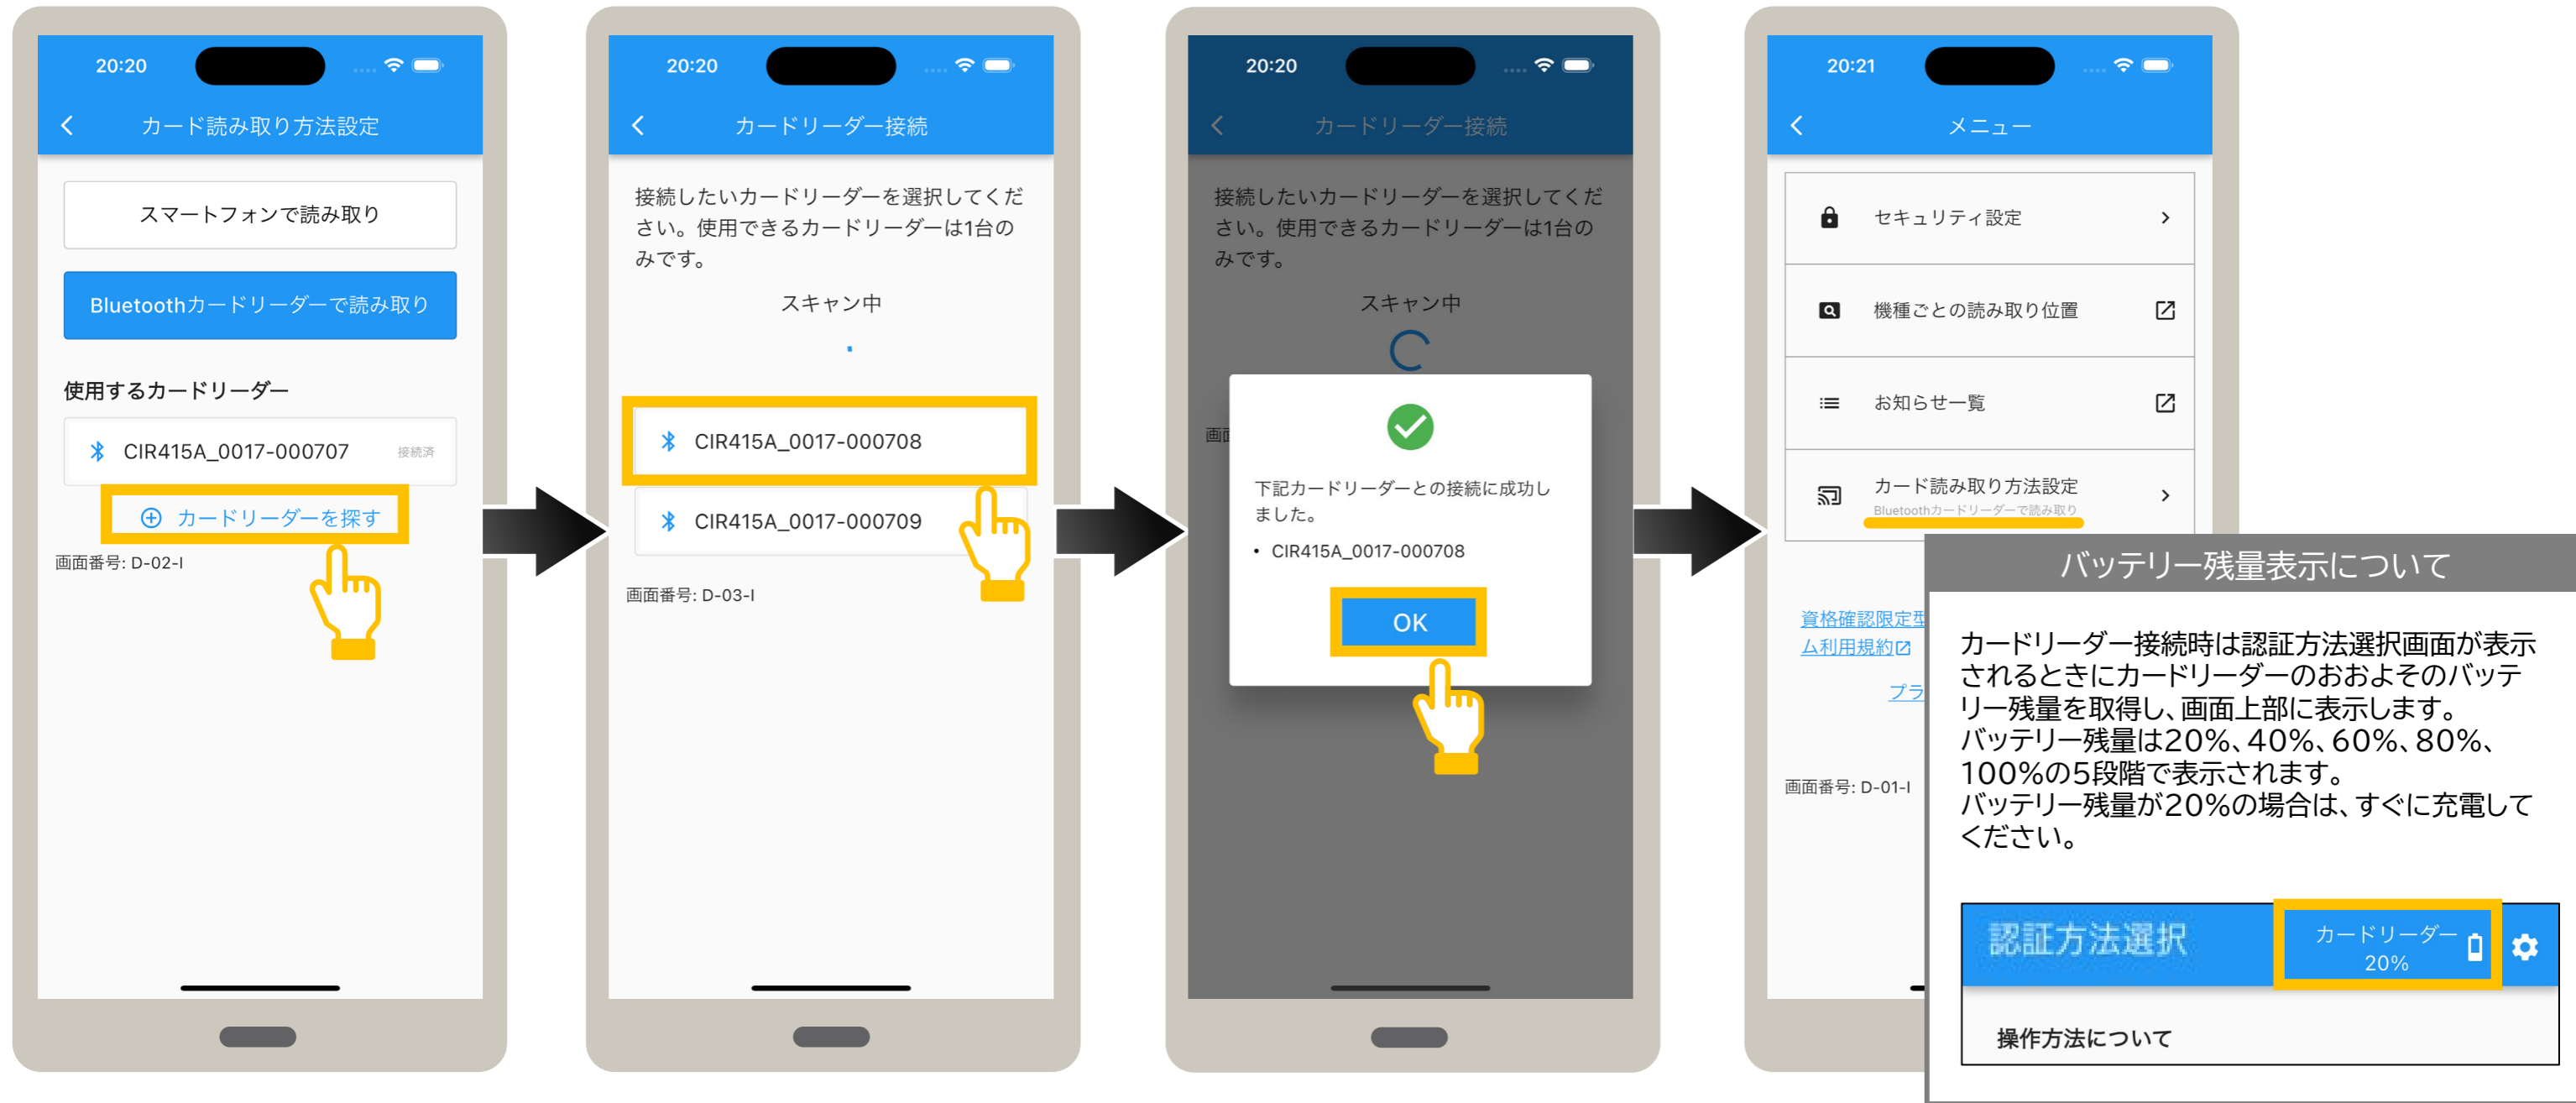 20:20
カード読み取り方法設定
スマートフォンで読み取り
Bluetoothカードリーダーで読み取り
使用するカードリーダー
CIR415A_0017-000707 接続済
カードリーダーを探す
画面番号: D-02-I
20:20
カードリーダー接続
接続したいカードリーダーを選択してくだ
さい。使用できるカードリーダーは1台の
みです。
スキャン中
CIR415A_0017-000708
CIR415A_0017-000709
画面番号: D-03-I
20:20
カードリーダー接続
接続したいカードリーダーを選択してくだ
さい。使用できるカードリーダーは1台の
みです。
スキャン中
画
下記カードリーダーとの接続に成功し
ました。
• CIR415A_0017-000708
OK
20:21
メニュー
セキュリティ設定
機種ごとの読み取り位置
お知らせ一覧
カード読み取り方法設定
Bluetoothカードリーダーで読み取り
資格確認限定型
ム利用規約
プラ
画面番号: D-01-I
バッテリー残量表示について
カードリーダー接続時は認証方法選択画面が表示
されるときにカードリーダーのおおよそのバッテ
リー残量を取得し、画面上部に表示します。
バッテリー残量は20%、40%、60%、80%、
100%の5段階で表示されます。
バッテリー残量が20%の場合は、すぐに充電して
ください。
認証方法選択
カードリーダー
20%
操作方法について